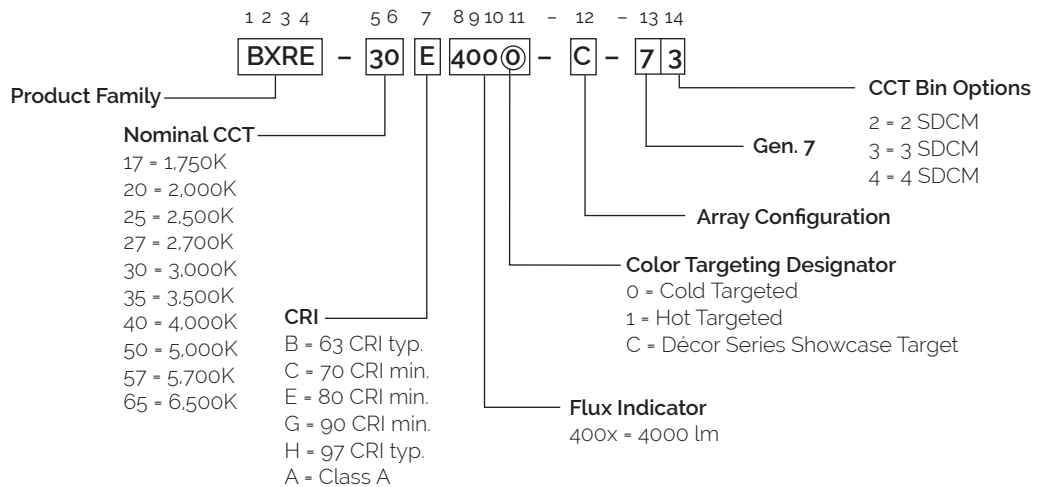 1 2 3 4 5 6 7 8 9 10 11 – 12 – 13 14
BXRE – 30 E 400 0 – C – 7 3
Product Family
Nominal CCT
17 = 1,750K
20 = 2,000K
25 = 2,500K
27 = 2,700K
30 = 3,000K
35 = 3,500K
40 = 4,000K
50 = 5,000K
57 = 5,700K
65 = 6,500K
CRI
B = 63 CRI typ.
C = 70 CRI min.
E = 80 CRI min.
G = 90 CRI min.
H = 97 CRI typ.
A = Class A
Flux Indicator
400x = 4000 lm
Color Targeting Designator
0 = Cold Targeted
1 = Hot Targeted
C = Décor Series Showcase Target
Array Configuration
Gen. 7
CCT Bin Options
2 = 2 SDCM
3 = 3 SDCM
4 = 4 SDCM